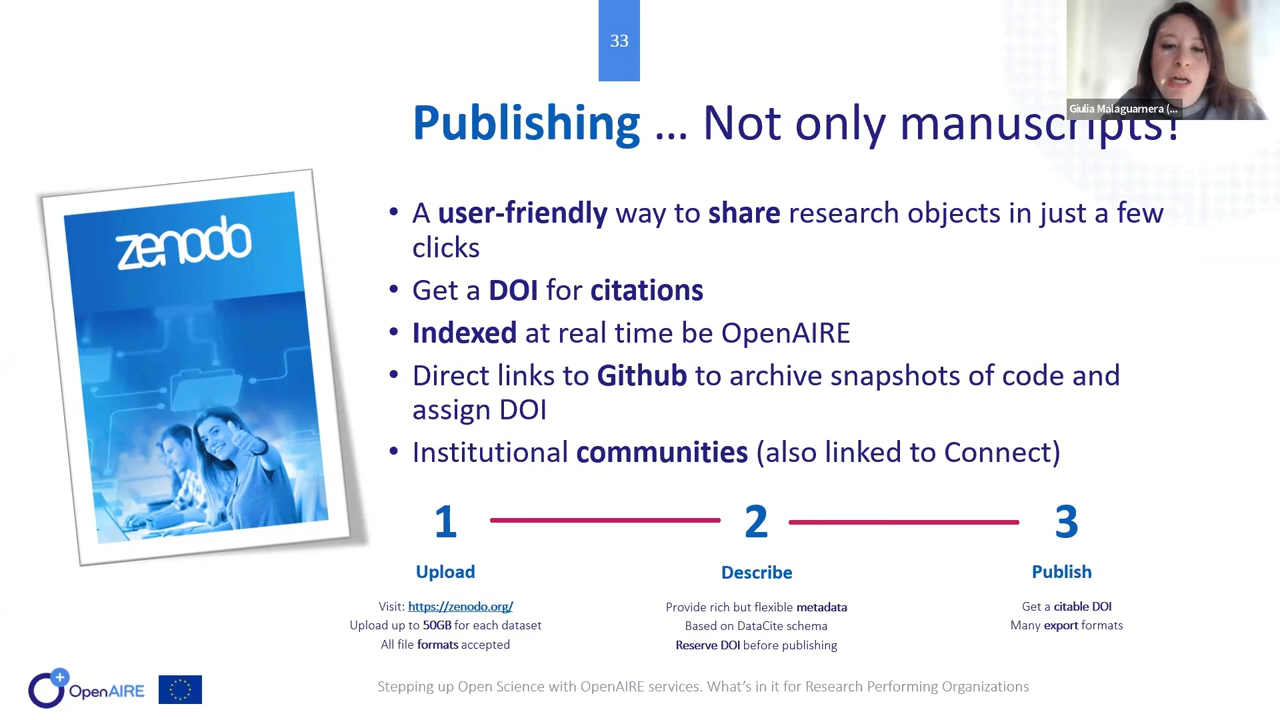 33
Giulia Malaguarnera (...
Publishing ... Not only manuscripts!
zenodo
• A user-friendly way to share research objects in just a few
clicks
• Get a DOI for citations
• Indexed at real time be OpenAIRE
• Direct links to Github to archive snapshots of code and
assign DOI
• Institutional communities (also linked to Connect)
1 2 3
Upload Describe Publish
Visit: https://zenodo.org/ Provide rich but flexible metadata Get a citable DOI
Upload up to 50GB for each dataset Based on DataCite schema Many export formats
All file formats accepted Reserve DOI before publishing
OpenAIRE
Stepping up Open Science with OpenAIRE services. What's in it for Research Performing Organizations